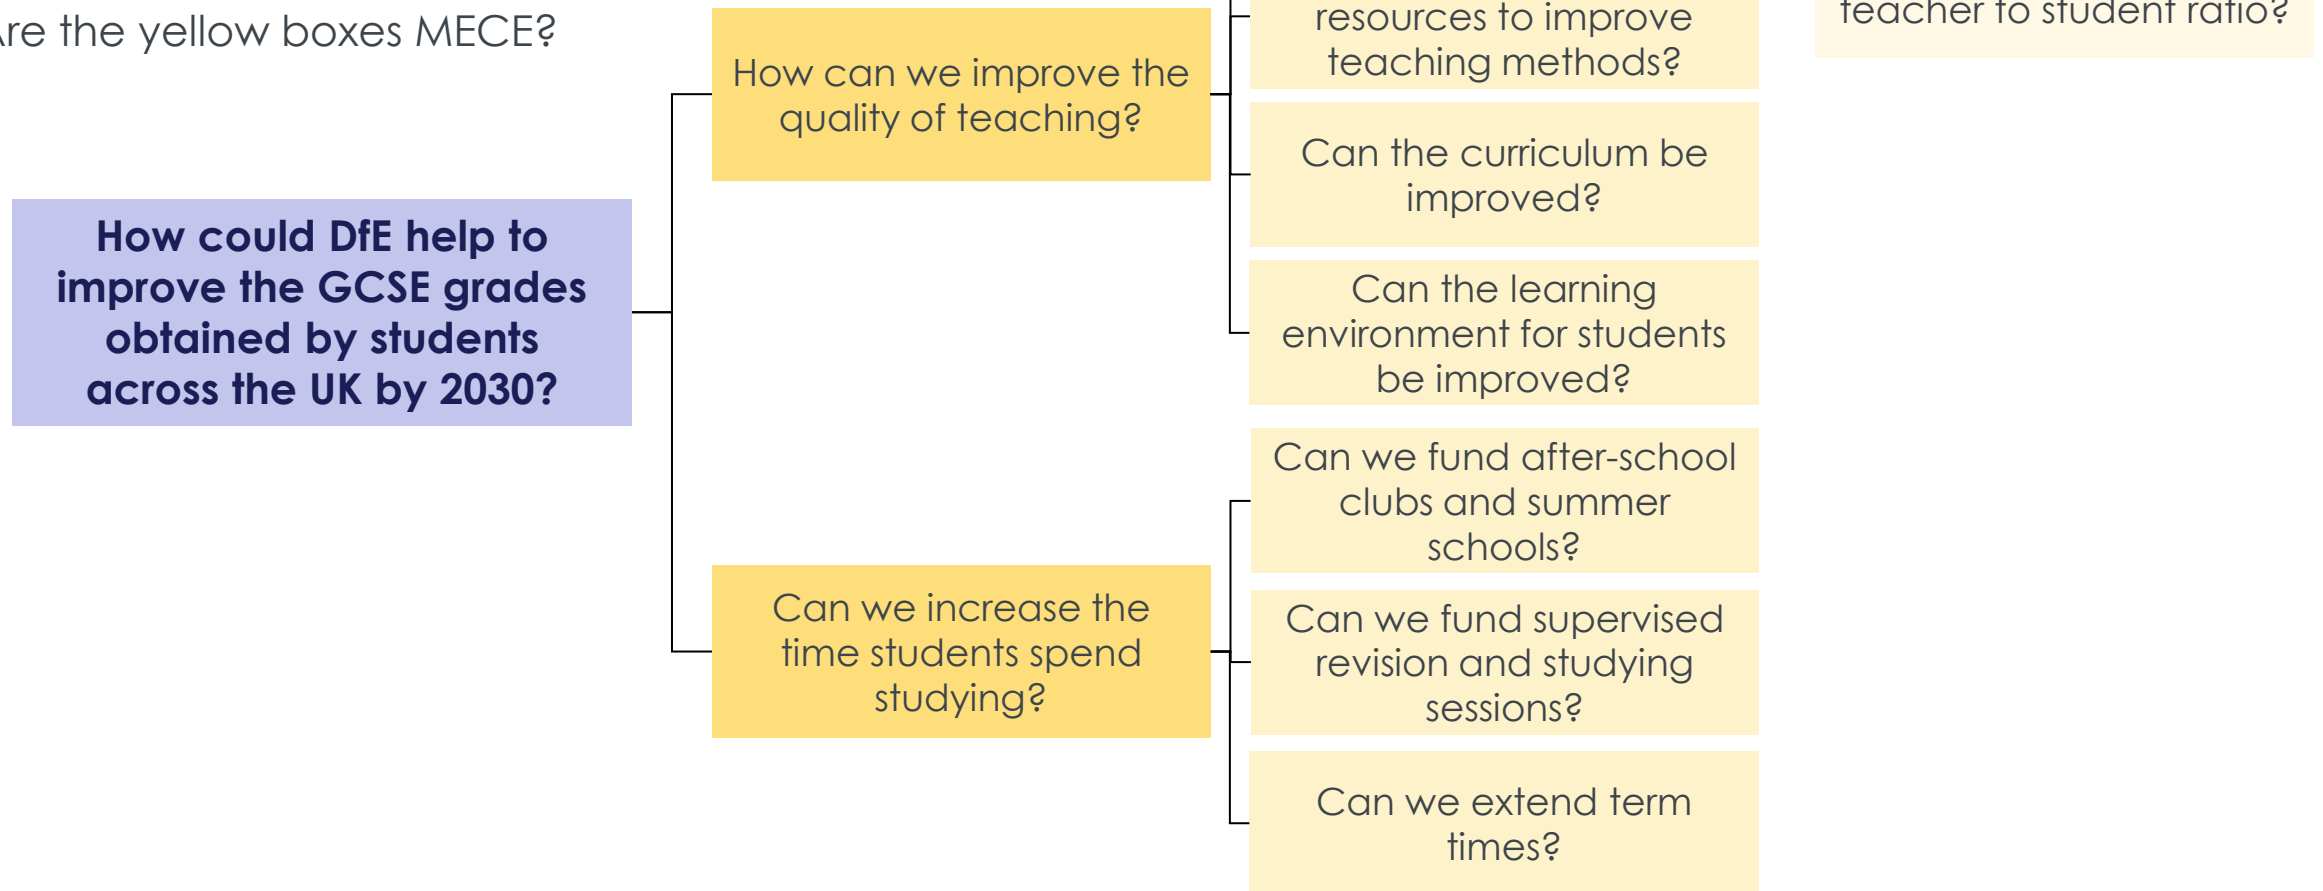 Are the yellow boxes MECE?
How could DfE help to
improve the GCSE grades
obtained by students
across the UK by 2030?
How can we improve the
quality of teaching?
resources to improve
teaching methods?
Can the curriculum be
improved?
Can the learning
environment for students
be improved?
Can we increase the
time students spend
studying?
Can we fund after-school
clubs and summer
schools?
Can we fund supervised
revision and studying
sessions?
Can we extend term
times?
teacher to student ratio?